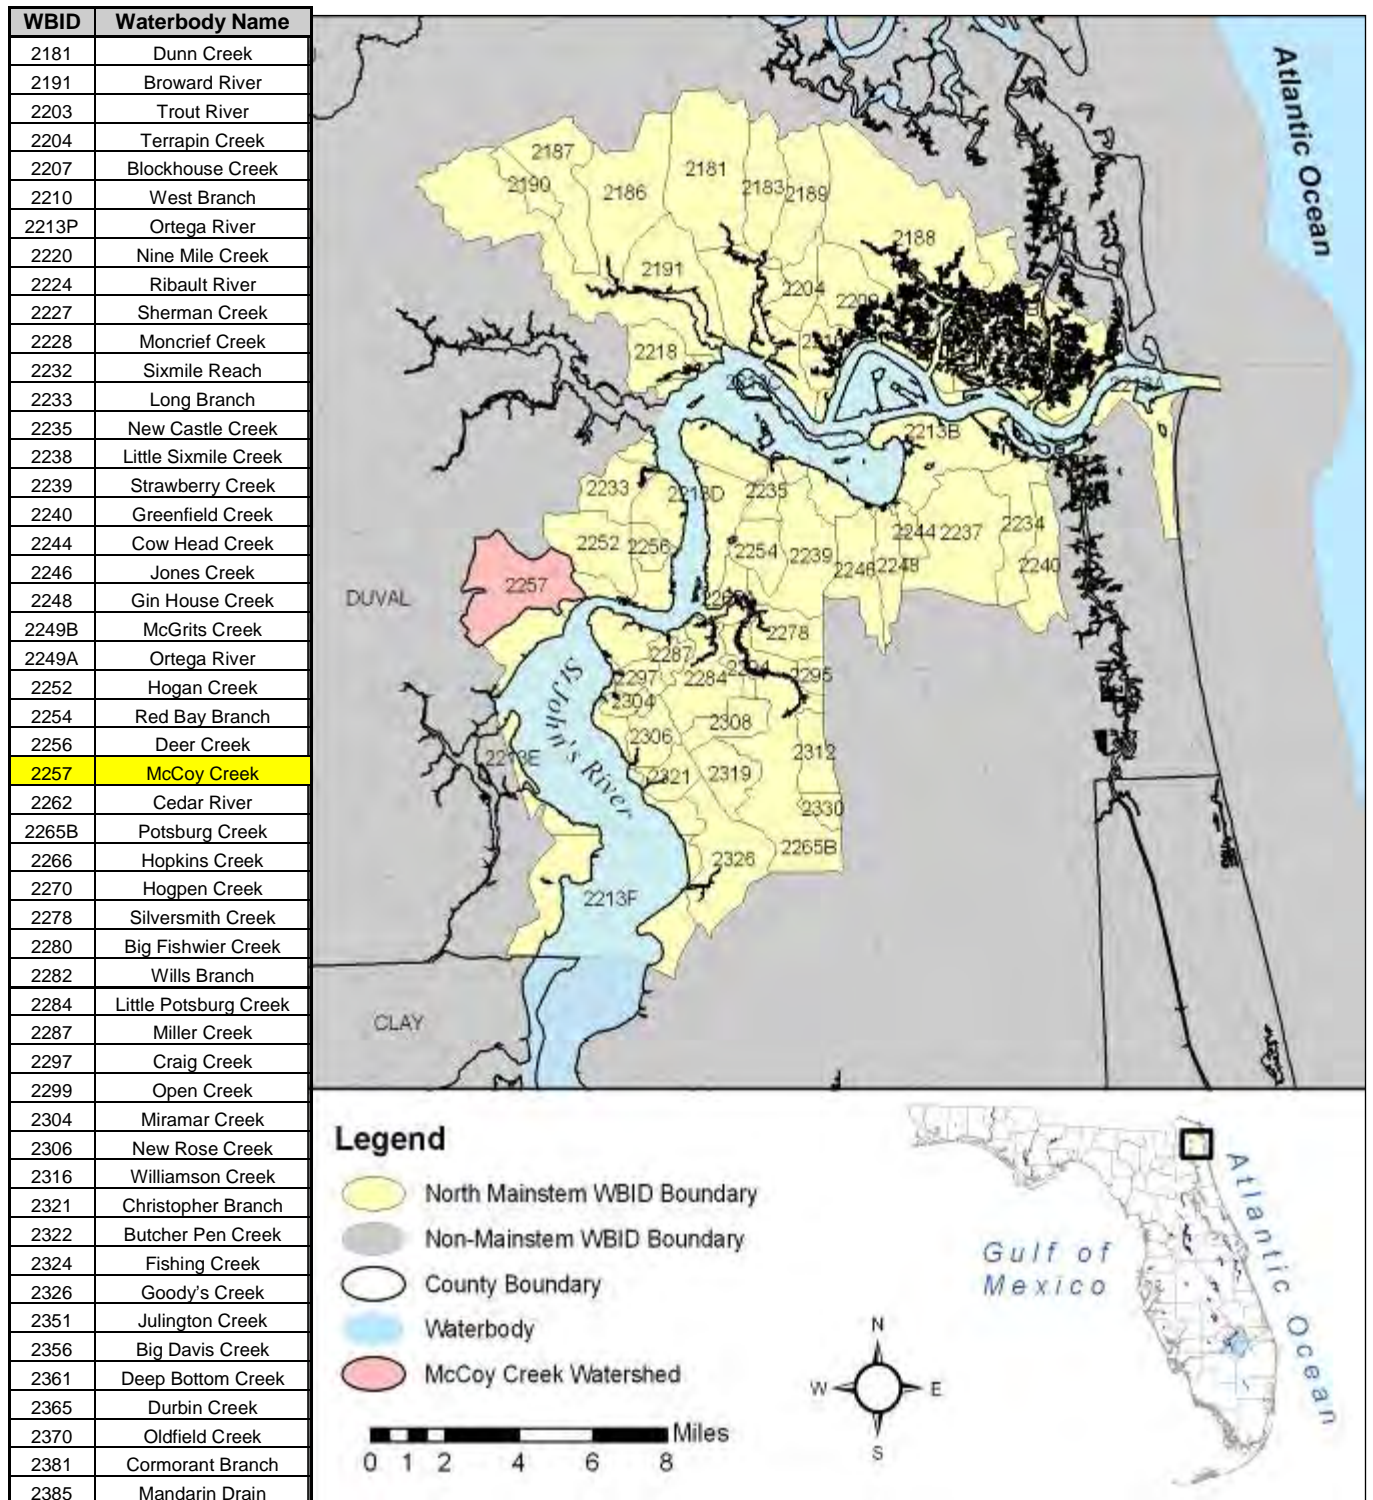 WBID Waterbody Name
2181 Dunn Creek
2191 Broward River
2203 Trout River
2204 Terrapin Creek
2207 Blockhouse Creek
2210 West Branch
2213P Ortega River
2220 Nine Mile Creek
2224 Ribault River
2227 Sherman Creek
2228 Moncrief Creek
2232 Sixmile Reach
2233 Long Branch
2235 New Castle Creek
2238 Little Sixmile Creek
2239 Strawberry Creek
2240 Greenfield Creek
2244 Cow Head Creek
2246 Jones Creek
2248 Gin House Creek
2249B McGrits Creek
2249A Ortega River
2252 Hogan Creek
2254 Red Bay Branch
2256 Deer Creek
2257 McCoy Creek
2262 Cedar River
2265B Potsburg Creek
2266 Hopkins Creek
2270 Hogpen Creek
2278 Silversmith Creek
2280 Big Fishwier Creek
2282 Wills Branch
2284 Little Potsburg Creek
2287 Miller Creek
2297 Craig Creek
2299 Open Creek
2304 Miramar Creek
2306 New Rose Creek
2316 Williamson Creek
2321 Christopher Branch
2322 Butcher Pen Creek
2324 Fishing Creek
2326 Goody's Creek
2351 Julington Creek
2356 Big Davis Creek
2361 Deep Bottom Creek
2365 Durbin Creek
2370 Oldfield Creek
2381 Cormorant Branch
2385 Mandarin Drain
Atlantic Ocean
2187
2190
2186
2181
2183
2189
2188
2191
2204
2218
2213A
2213B
2233
2213D
2235
2252
2256
2254
2239
2246
2248
2244
2237
2234
2240
2257
DUVAL
2278
2287
2297
2284
2295
2304
2308
2306
2312
2213E
2321
2319
2330
2265B
2326
2213F
St.John's River
CLAY
Legend
North Mainstem WBID Boundary
Non-Mainstem WBID Boundary
County Boundary
Waterbody
McCoy Creek Watershed
Miles
0 1 2 4 6 8
N
W E
S
Gulf of
Mexico
Atlantic Ocean